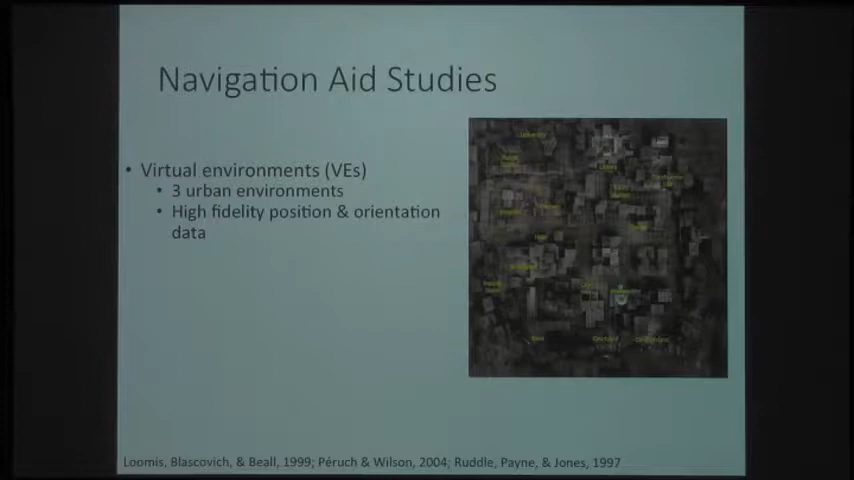 Navigation Aid Studies
• Virtual environments (VEs)
• 3 urban environments
• High fidelity position & orientation
data
University
Loomis, Blascovich, & Beall, 1999; Péruch & Wilson, 2004; Ruddle, Payne, & Jones, 1997